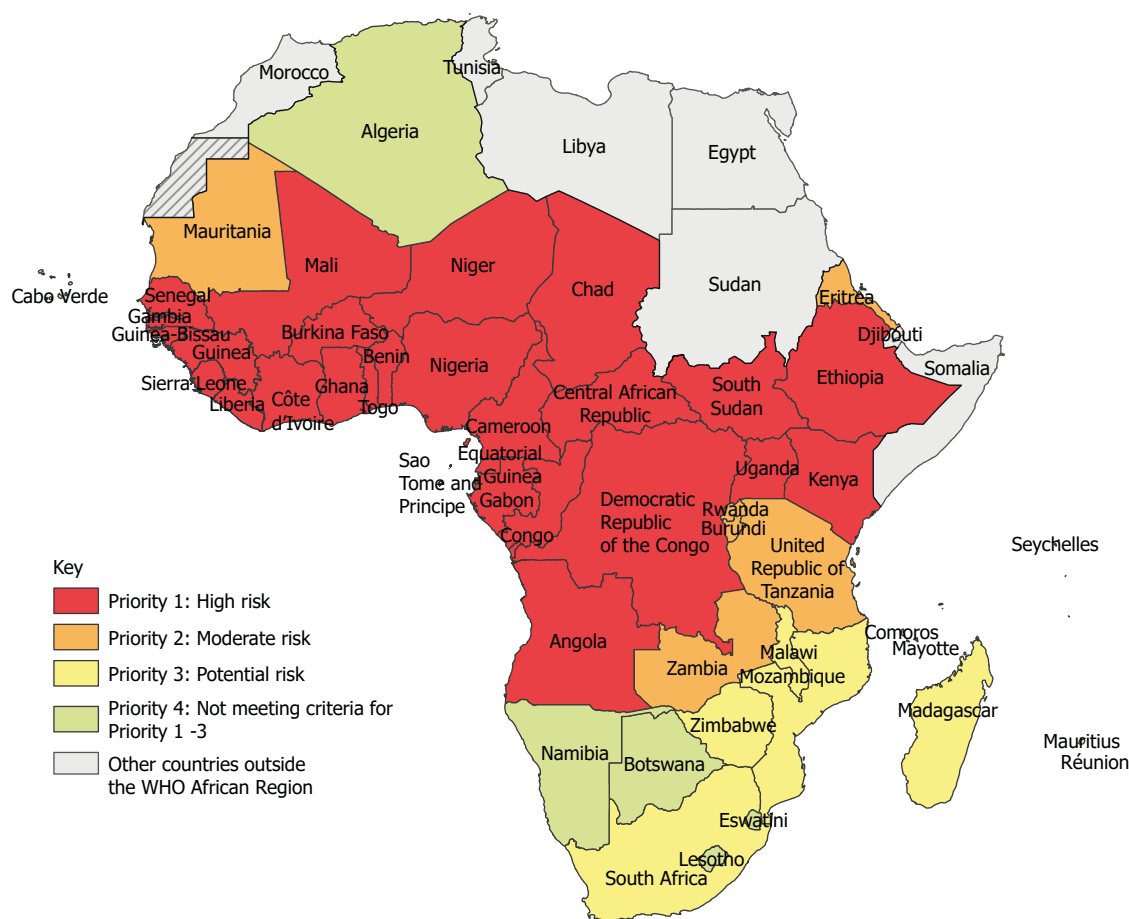 Morocco
Tunisia
Algeria
Libya
Egypt
Mauritania
Mali
Niger
Chad
Sudan
Eritrea
Cabo Verde
Senegal
Gambia
Guinea-Bissau
Burkina Faso
Guinea
Benin
Nigeria
Djibouti
Somalia
Ethiopia
Sierra Leone
Ghana
Côte
d'Ivoire
Liberia
Togo
Central African
Republic
South
Sudan
Cameroon
Equatorial
Guinea
Sao
Tome and
Principe
Gabon
Congo
Uganda
Kenya
Democratic
Republic
of the Congo
Rwanda
Burundi
United
Republic of
Tanzania
Seychelles
Key
Priority 1: High risk
Priority 2: Moderate risk
Priority 3: Potential risk
Priority 4: Not meeting criteria for
Priority 1 -3
Other countries outside
the WHO African Region
Angola
Zambia
Malawi
Mozambique
Comoros
Mayotte
Madagascar
Zimbabwe
Mauritius
Réunion
Namibia
Botswana
Eswatini
Lesotho
South Africa